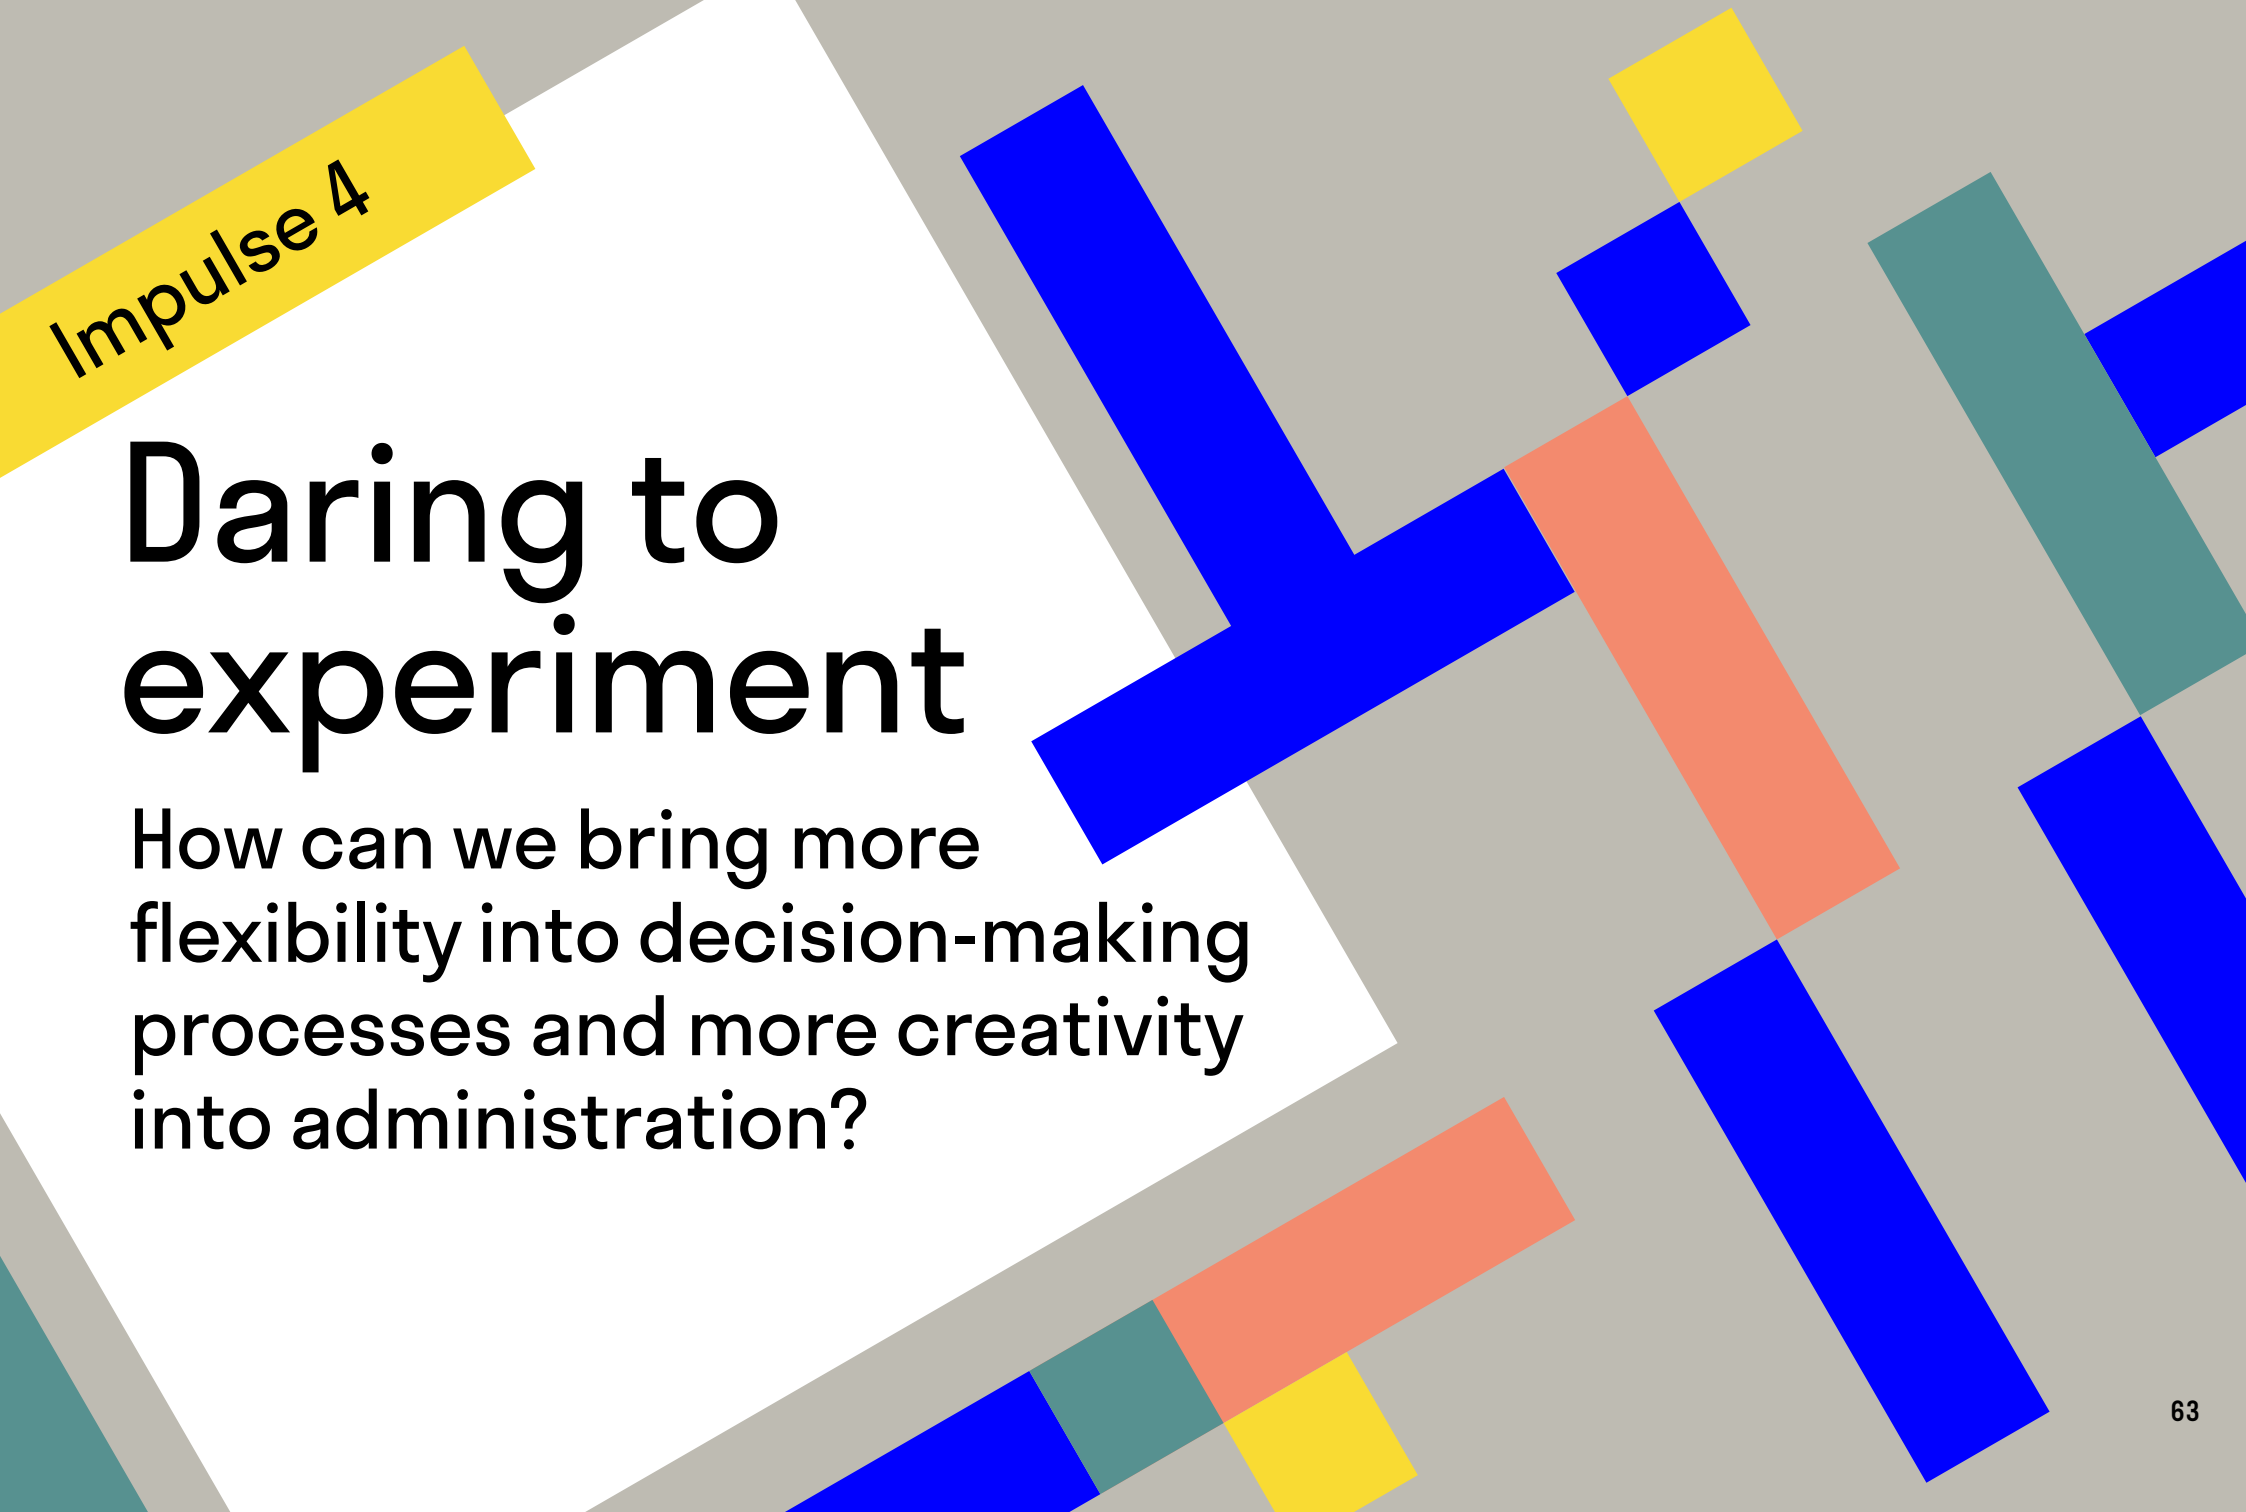 Impulse 4
Daring to
experiment
How can we bring more
flexibility into decision-making
processes and more creativity
into administration?
63